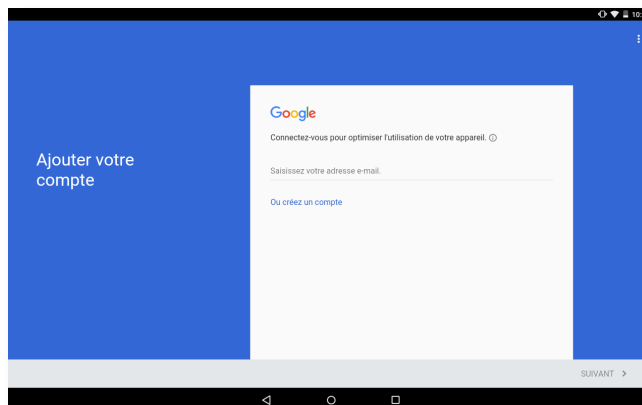 10:
Ajouter votre
compte
Google
Connectez-vous pour optimiser l'utilisation de votre appareil.
Saisissez votre adresse e-mail.
Ou créez un compte
SUIVANT